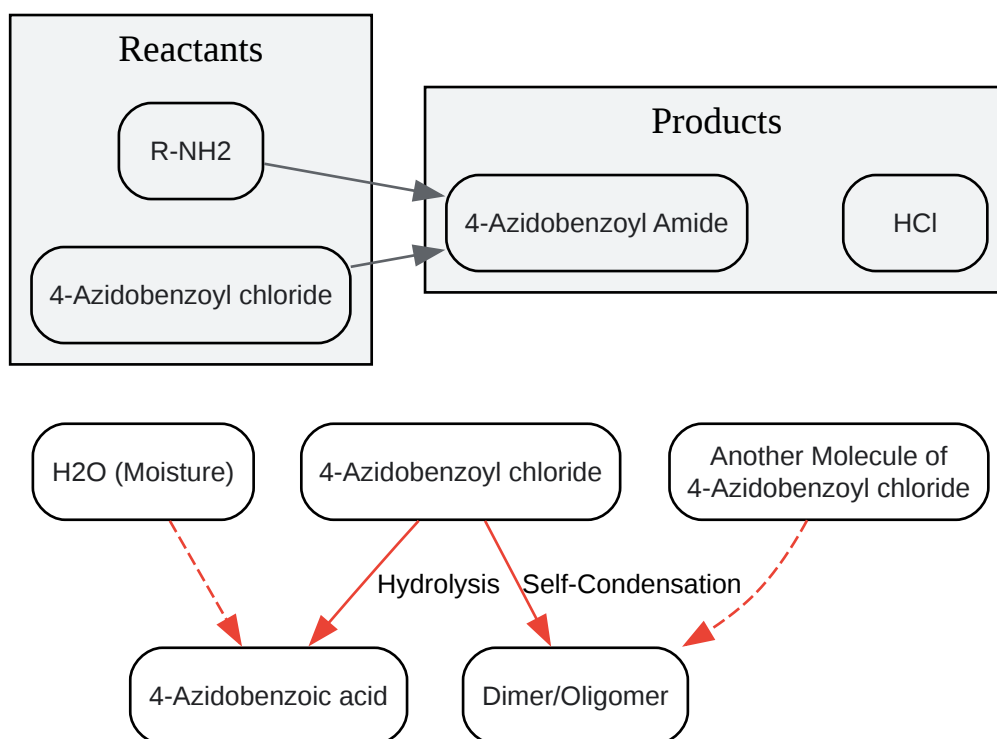 Reactants
R-NH2
4-Azidobenzoyl chloride
Products
4-Azidobenzoyl Amide
HCl
H2O (Moisture)
4-Azidobenzoyl chloride
Another Molecule of
4-Azidobenzoyl chloride
Hydrolysis
Self-Condensation
4-Azidobenzoic acid
Dimer/Oligomer